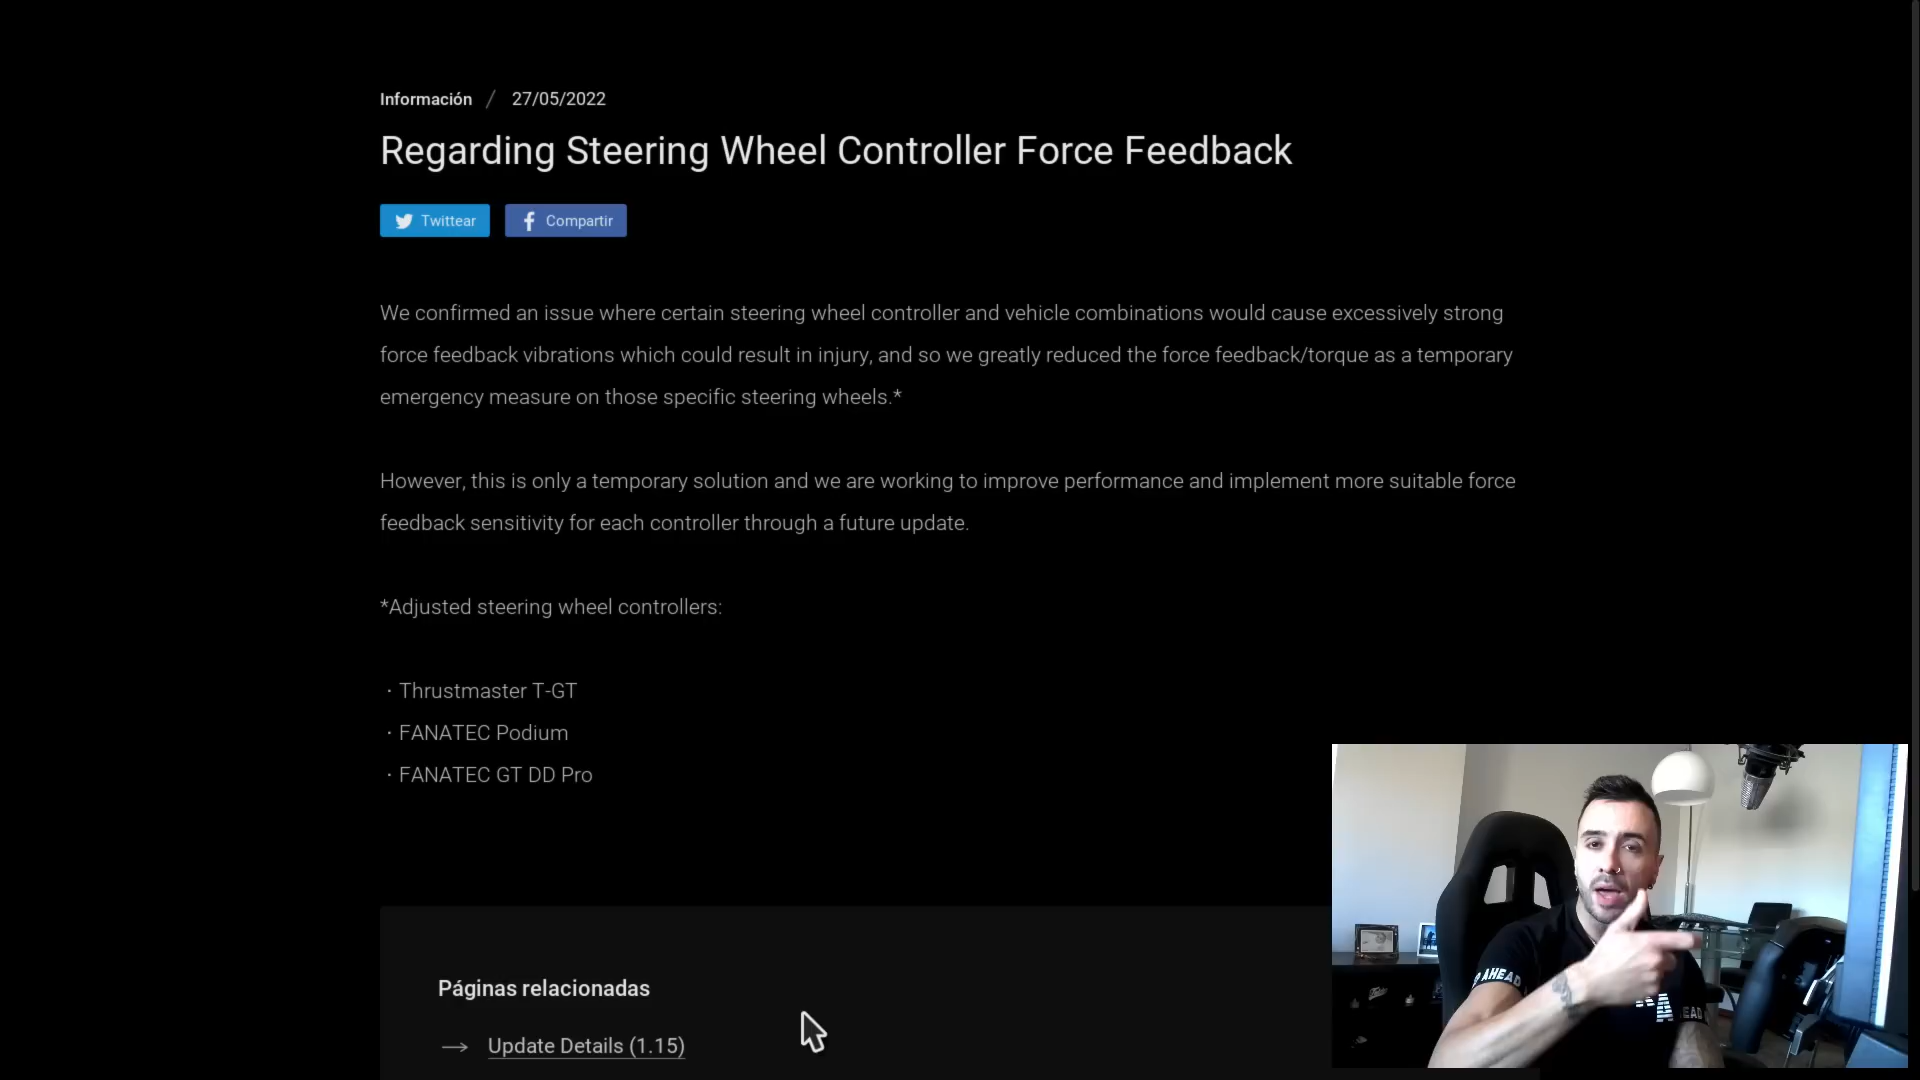 Información / 27/05/2022
Regarding Steering Wheel Controller Force Feedback
Twittear Compartir
We confirmed an issue where certain steering wheel controller and vehicle combinations would cause excessively strong
force feedback vibrations which could result in injury, and so we greatly reduced the force feedback/torque as a temporary
emergency measure on those specific steering wheels.*
However, this is only a temporary solution and we are working to improve performance and implement more suitable force
feedback sensitivity for each controller through a future update.
*Adjusted steering wheel controllers:
・Thrustmaster T-GT
・FANATEC Podium
・FANATEC GT DD Pro
Páginas relacionadas
Update Details (1.15)
AHEAD